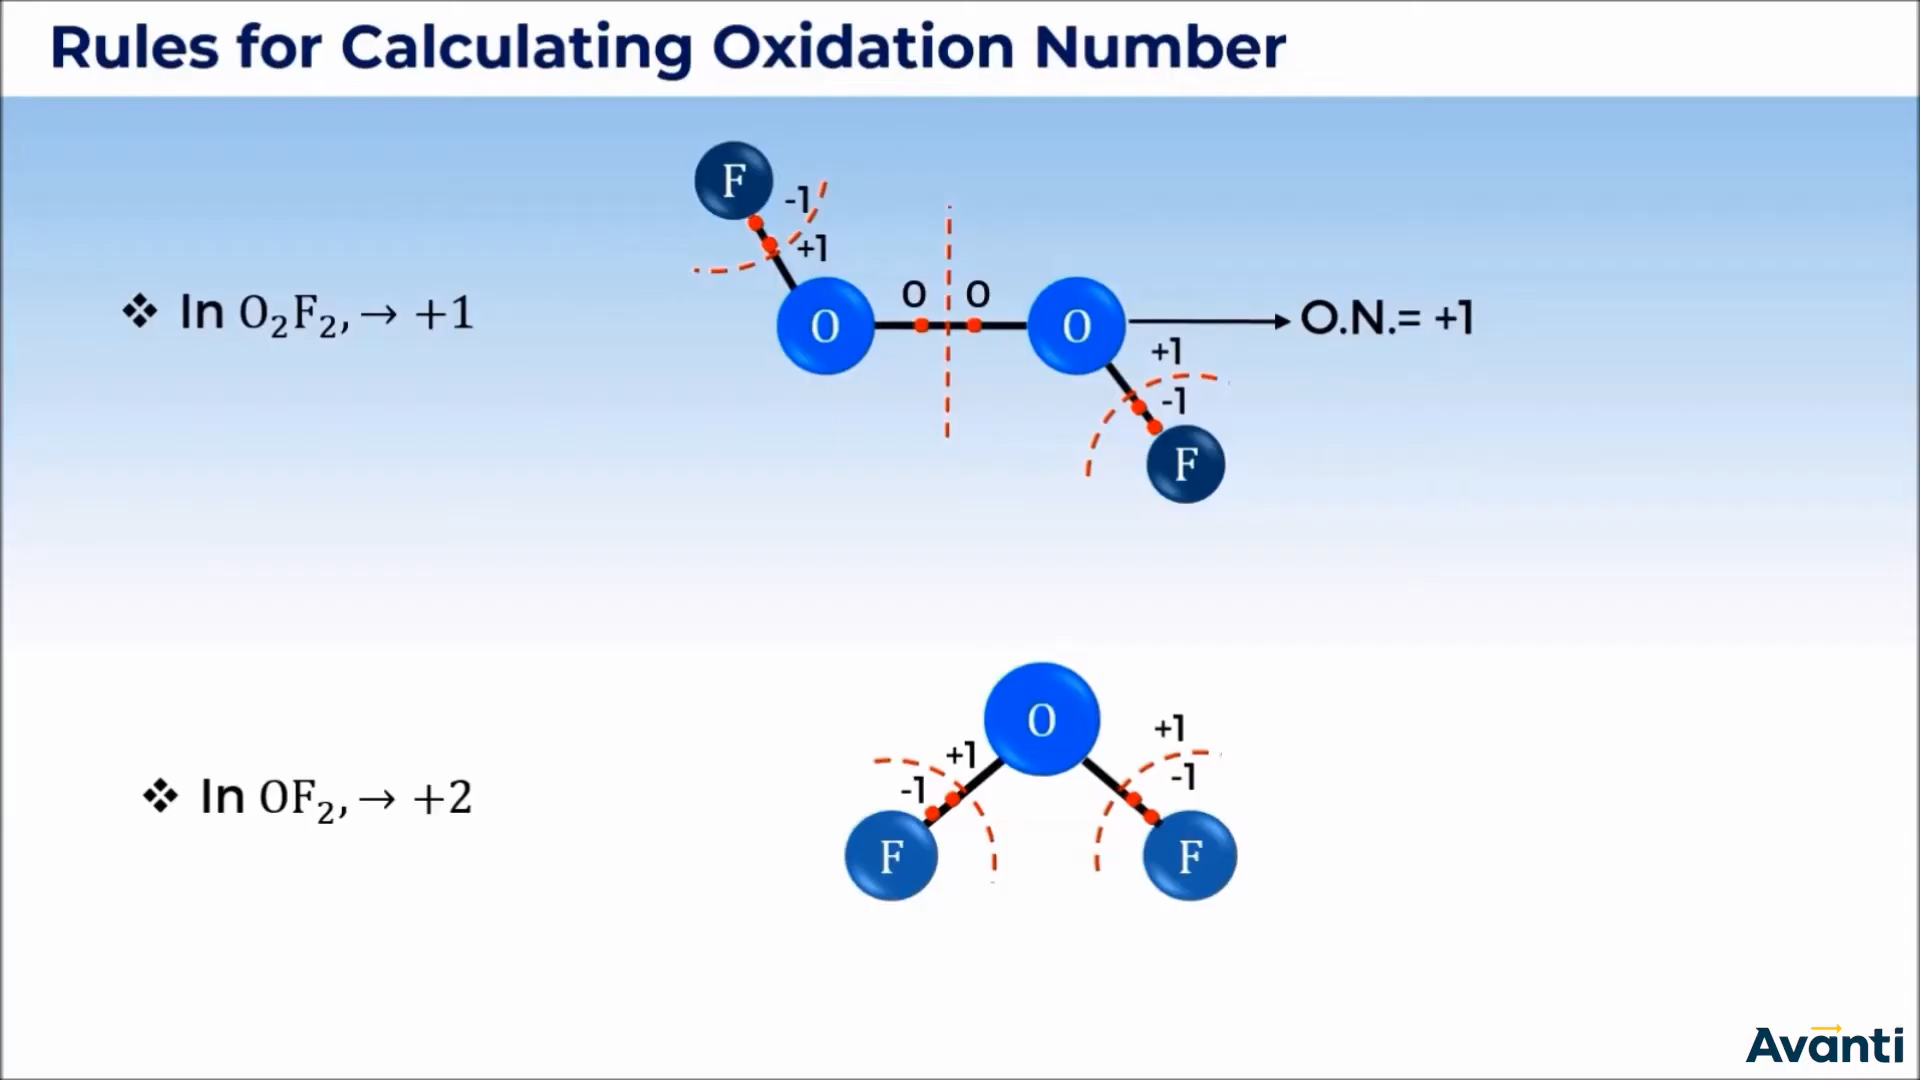 Rules for Calculating Oxidation Number
F
-1
+1
❖ In O₂F₂, → +1
O
0
0
O
O.N.= +1
+1
-1
F
O
+1
+1
-1
-1
❖ In OF₂, → +2
F
F
Avanti